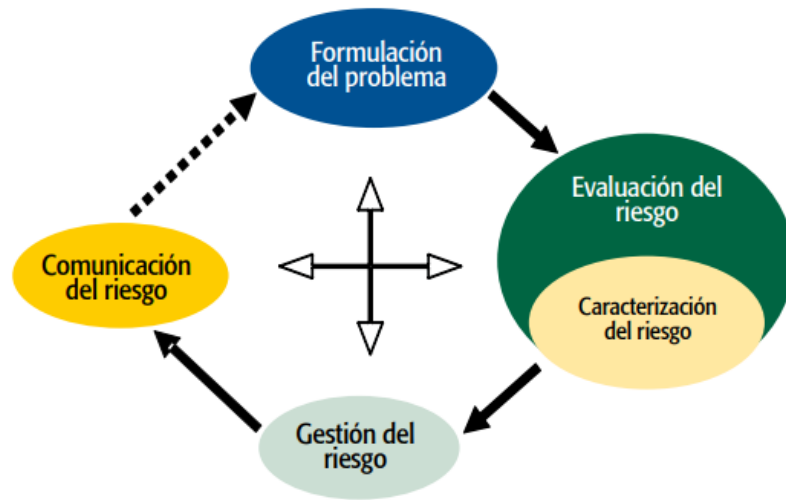 Formulación
del problema
Evaluación del
riesgo
Caracterización
del riesgo
Gestión del
riesgo
Comunicación
del riesgo